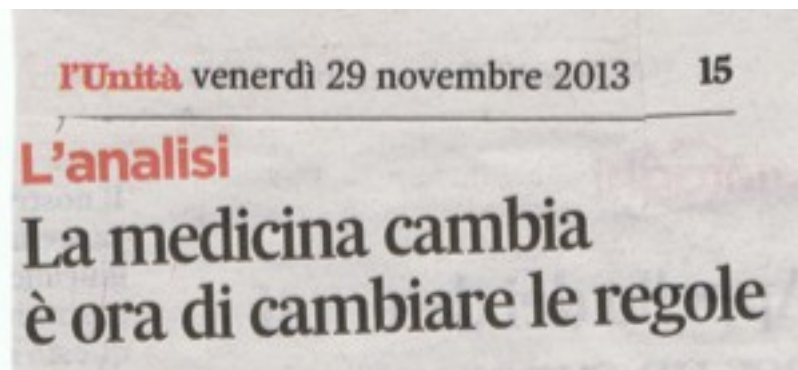 l'Unità venerdì 29 novembre 2013 15
L'analisi
La medicina cambia
è ora di cambiare le regole